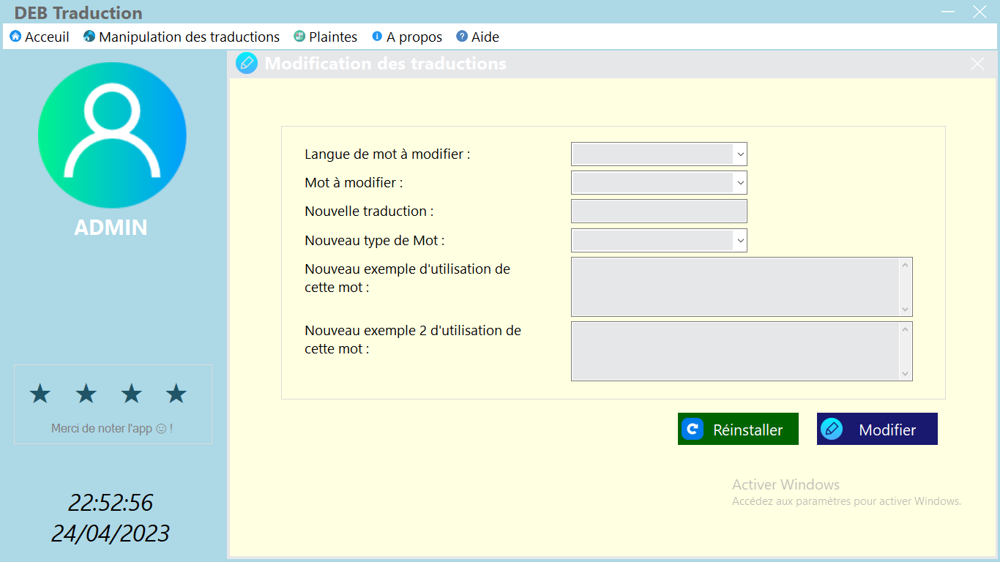 DEB Traduction
Acceuil Manipulation des traductions Plaintes A propos Aide
Modification des traductions
ADMIN
Langue de mot à modifier :
Mot à modifier :
Nouvelle traduction :
Nouveau type de Mot :
Nouveau exemple d'utilisation de
cette mot :
Nouveau exemple 2 d'utilisation de
cette mot :
Réinstaller
Modifier
★ ★ ★ ★
Merci de noter l'app ☺ !
22:52:56
24/04/2023
Activer Windows
Accédez aux paramètres pour activer Windows.